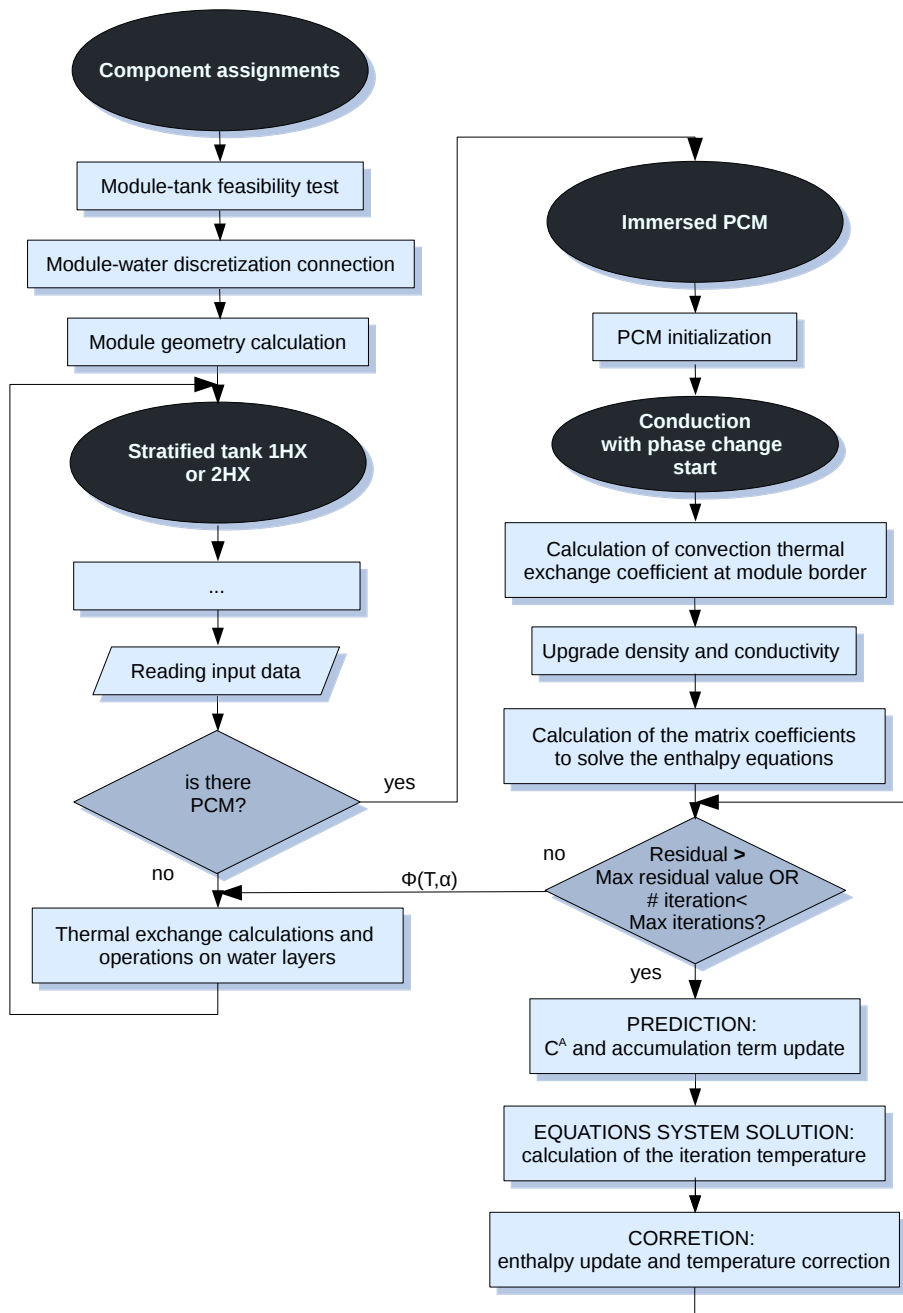 Component assignments
Module-tank feasibility test
Module-water discretization connection
Module geometry calculation
Stratified tank 1HX
or 2HX
...
Reading input data
is there
PCM?
yes
no
Thermal exchange calculations and
operations on water layers
Immersed PCM
PCM initialization
Conduction
with phase change
start
Calculation of convection thermal
exchange coefficient at module border
Upgrade density and conductivity
Calculation of the matrix coefficients
to solve the enthalpy equations
Residual >
Max residual value OR
# iteration<
Max iterations?
no
Φ(T,α)
yes
PREDICTION:
C^A and accumulation term update
EQUATIONS SYSTEM SOLUTION:
calculation of the iteration temperature
CORRETION:
enthalpy update and temperature correction